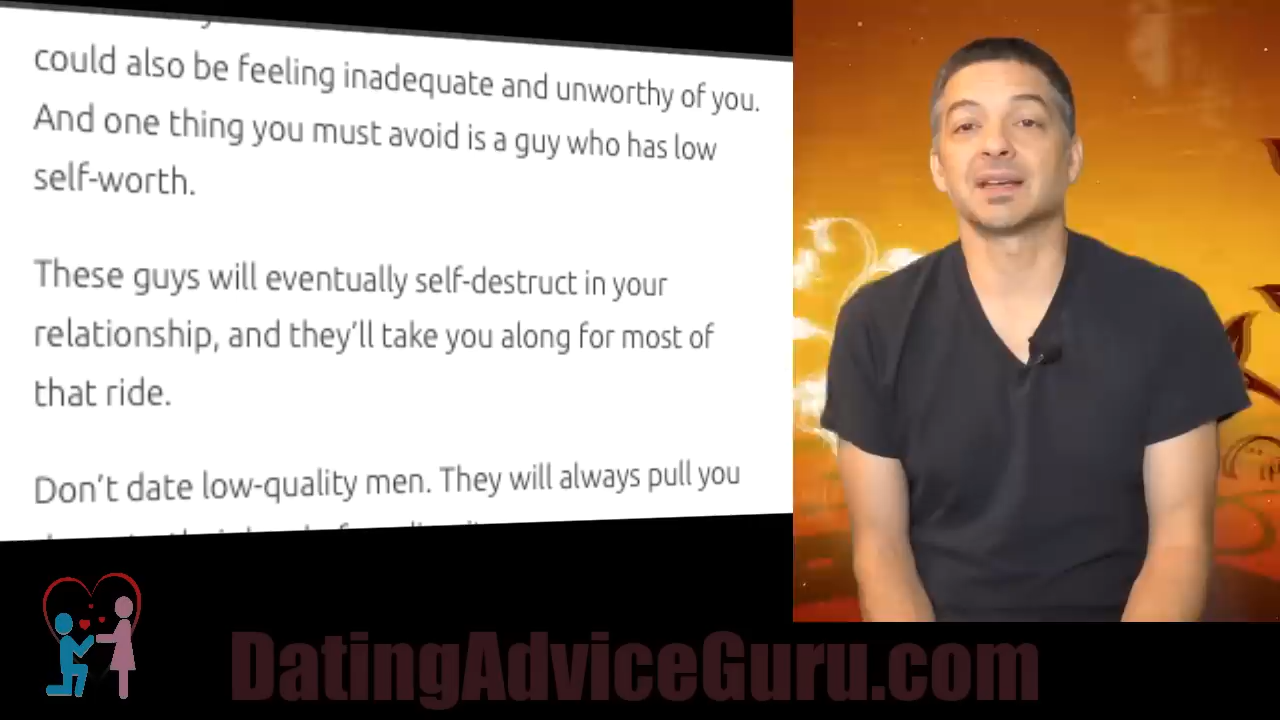 could also be feeling inadequate and unworthy of you.
And one thing you must avoid is a guy who has low
self-worth.
These guys will eventually self-destruct in your
relationship, and they'll take you along for most of
that ride.
Don't date low-quality men. They will always pull you
DatingAdviceGuru.com